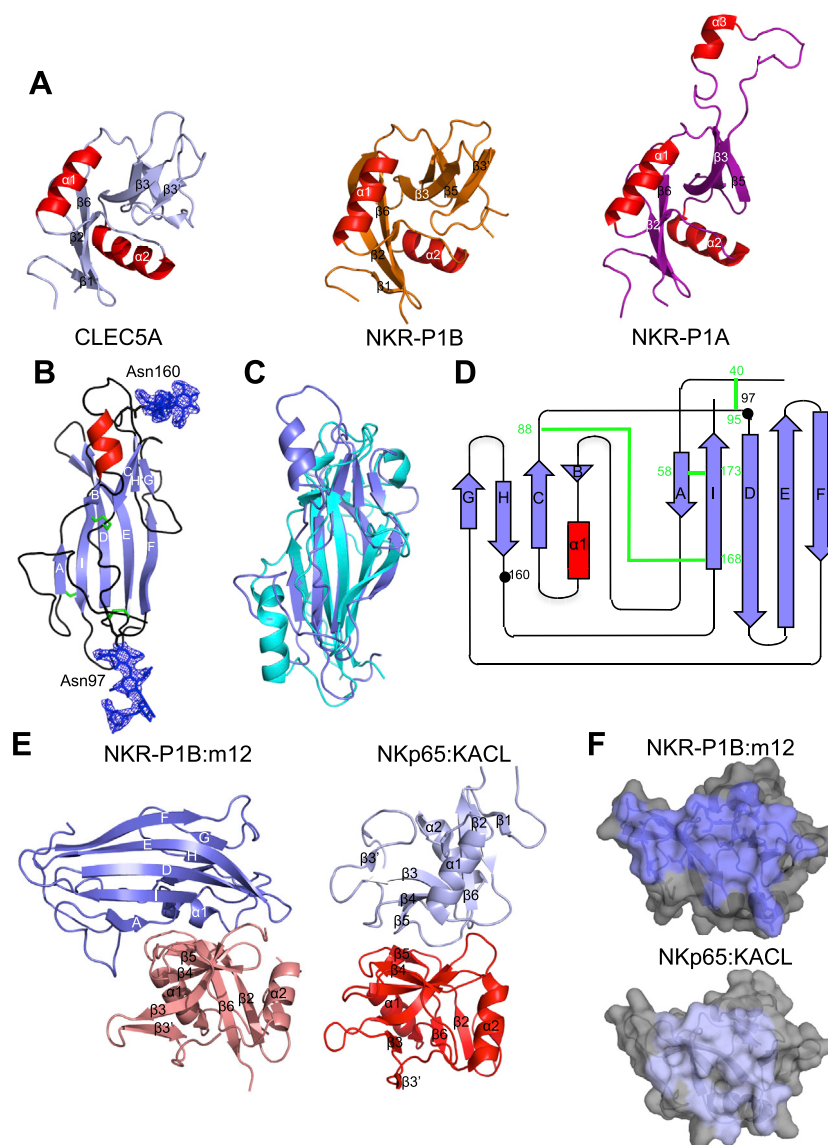 A
α1
β6
β2
β1
α2
β3
β3'
CLEC5A
α1
β6
β2
β1
α2
β3
β5
β3'
NKR-P1B
α3
α1
β6
β2
β3
β5
α2
NKR-P1A
B
Asn160
B
C
H
G
D
E
F
A
I
Asn97
C
D
40
97
95
88
58
173
168
160
G
H
C
B
α1
A
I
D
E
F
E
NKR-P1B:m12
F
G
E
H
D
I
α1
A
β5
β4
α1
β3
β3'
β6
β2
α2
NKp65:KACL
β1
β2
α2
β3'
α1
β3
β4
β6
β5
β5
β4
α1
β3
β6
β2
α2
β3'
F
NKR-P1B:m12
NKp65:KACL